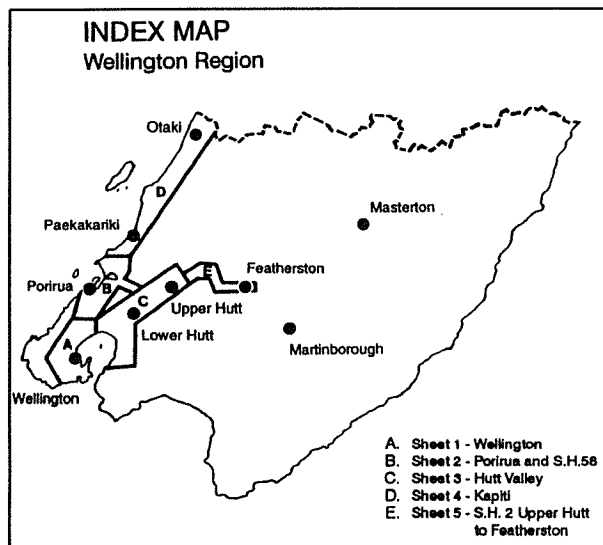 INDEX MAP
Wellington Region
Otaki
D
Masterton
Paekakariki
E
Featherston
Porirua
B
Upper Hutt
C
Lower Hutt
Martinborough
A
Wellington
A. Sheet 1 - Wellington
B. Sheet 2 - Porirua and S.H.58
C. Sheet 3 - Hutt Valley
D. Sheet 4 - Kapiti
E. Sheet 5 - S.H. 2 Upper Hutt
to Featherston